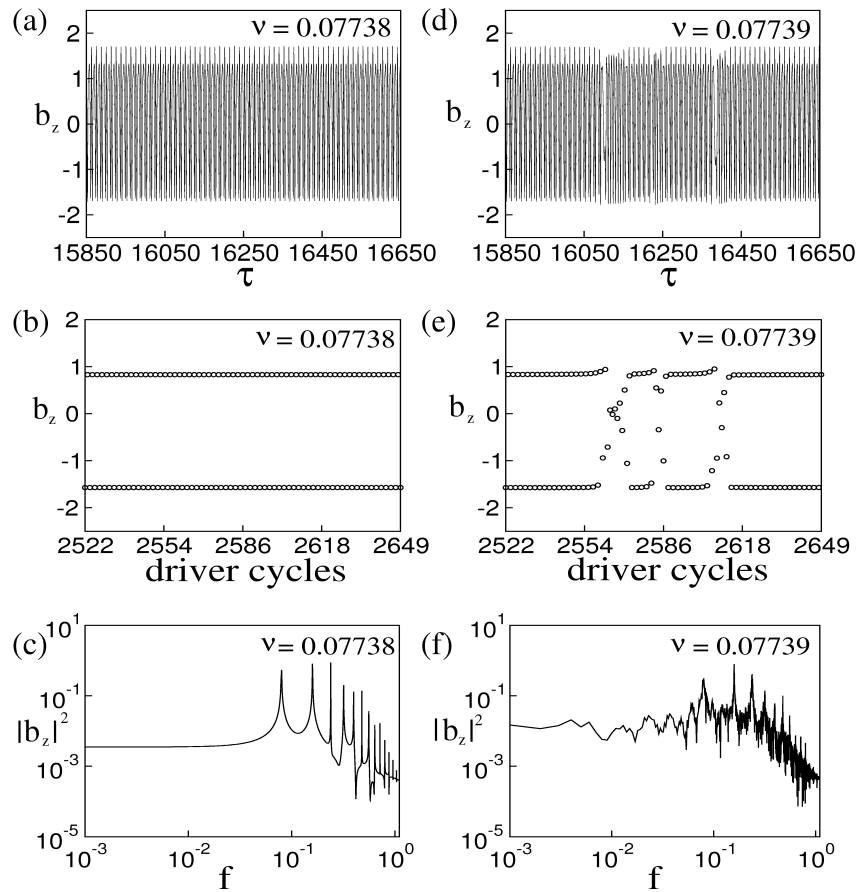 (a)
ν = 0.07738
2
1
0
-1
-2
b_z
15850 16050 16250 16450 16650
τ
(d)
ν = 0.07739
2
1
0
-1
-2
b_z
15850 16050 16250 16450 16650
τ
(b)
ν = 0.07738
2
1
0
-1
-2
b_z
2522 2554 2586 2618 2649
driver cycles
(e)
ν = 0.07739
2
1
0
-1
-2
b_z
2522 2554 2586 2618 2649
driver cycles
(c)
ν = 0.07738
10^1
10^-1
|b_z|^2
10^-3
10^-5
10^-3 10^-2 10^-1 10^0
f
(f)
ν = 0.07739
10^1
10^-1
|b_z|^2
10^-3
10^-5
10^-3 10^-2 10^-1 10^0
f